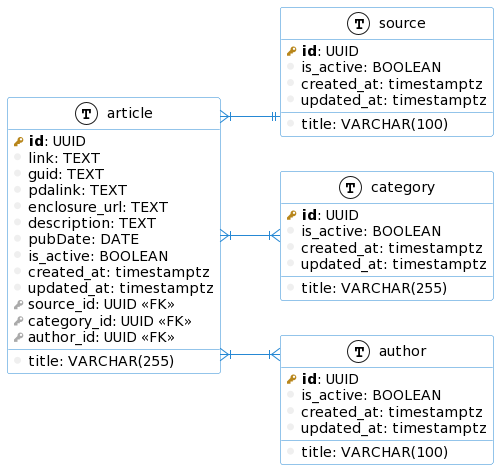 T article
id: UUID
link: TEXT
guid: TEXT
pdalink: TEXT
enclosure_url: TEXT
description: TEXT
pubDate: DATE
is_active: BOOLEAN
created_at: timestamptz
updated_at: timestamptz
source_id: UUID «FK»
category_id: UUID «FK»
author_id: UUID «FK»
title: VARCHAR(255)
T source
id: UUID
is_active: BOOLEAN
created_at: timestamptz
updated_at: timestamptz
title: VARCHAR(100)
T category
id: UUID
is_active: BOOLEAN
created_at: timestamptz
updated_at: timestamptz
title: VARCHAR(255)
T author
id: UUID
is_active: BOOLEAN
created_at: timestamptz
updated_at: timestamptz
title: VARCHAR(100)